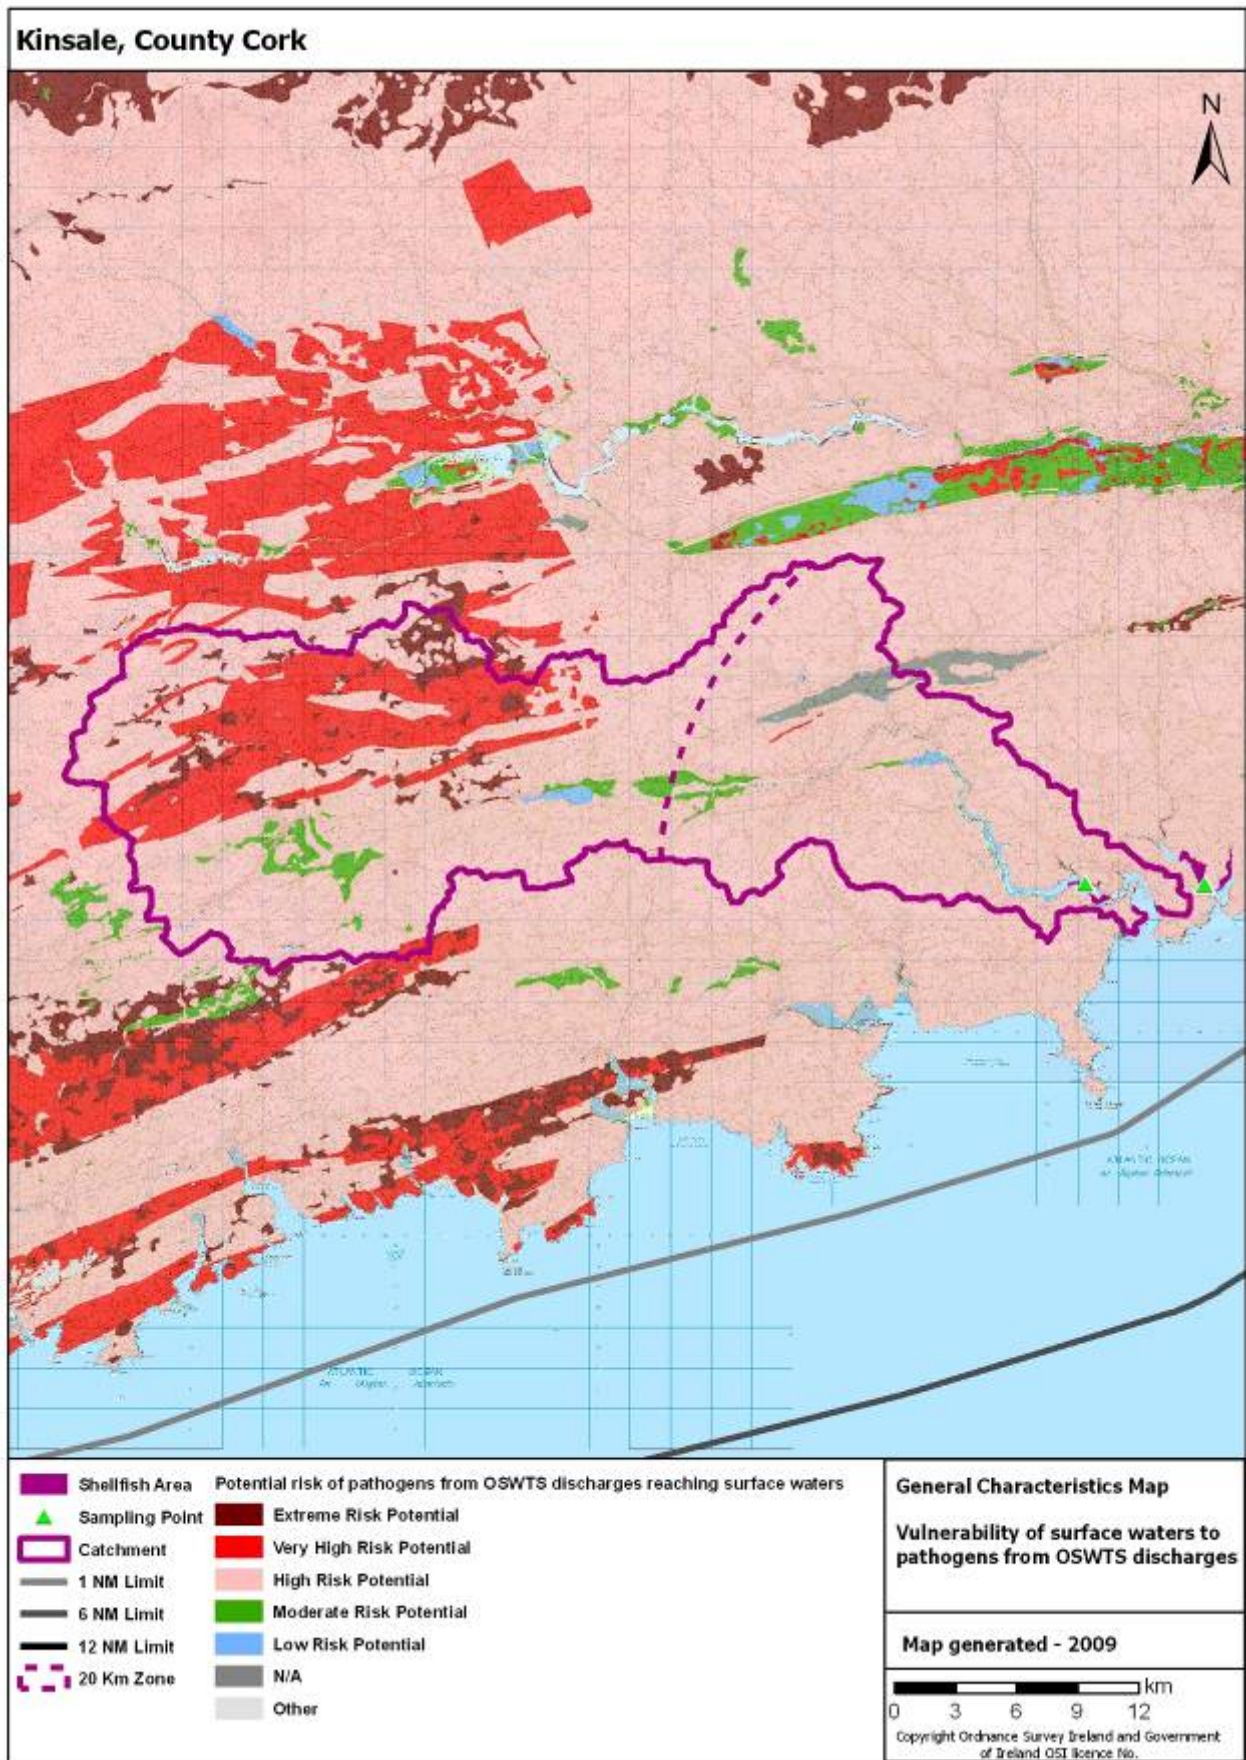 Kinsale, County Cork
N
ATLANTIC OCEAN
ATLANTIC OCEAN
Shellfish Area
Sampling Point
Catchment
1 NM Limit
6 NM Limit
12 NM Limit
20 Km Zone
Potential risk of pathogens from OSWTS discharges reaching surface waters
Extreme Risk Potential
Very High Risk Potential
High Risk Potential
Moderate Risk Potential
Low Risk Potential
N/A
Other
General Characteristics Map
Vulnerability of surface waters to
pathogens from OSWTS discharges
Map generated - 2009
km
0 3 6 9 12
Copyright Ordnance Survey Ireland and Government
of Ireland OSI licence No.